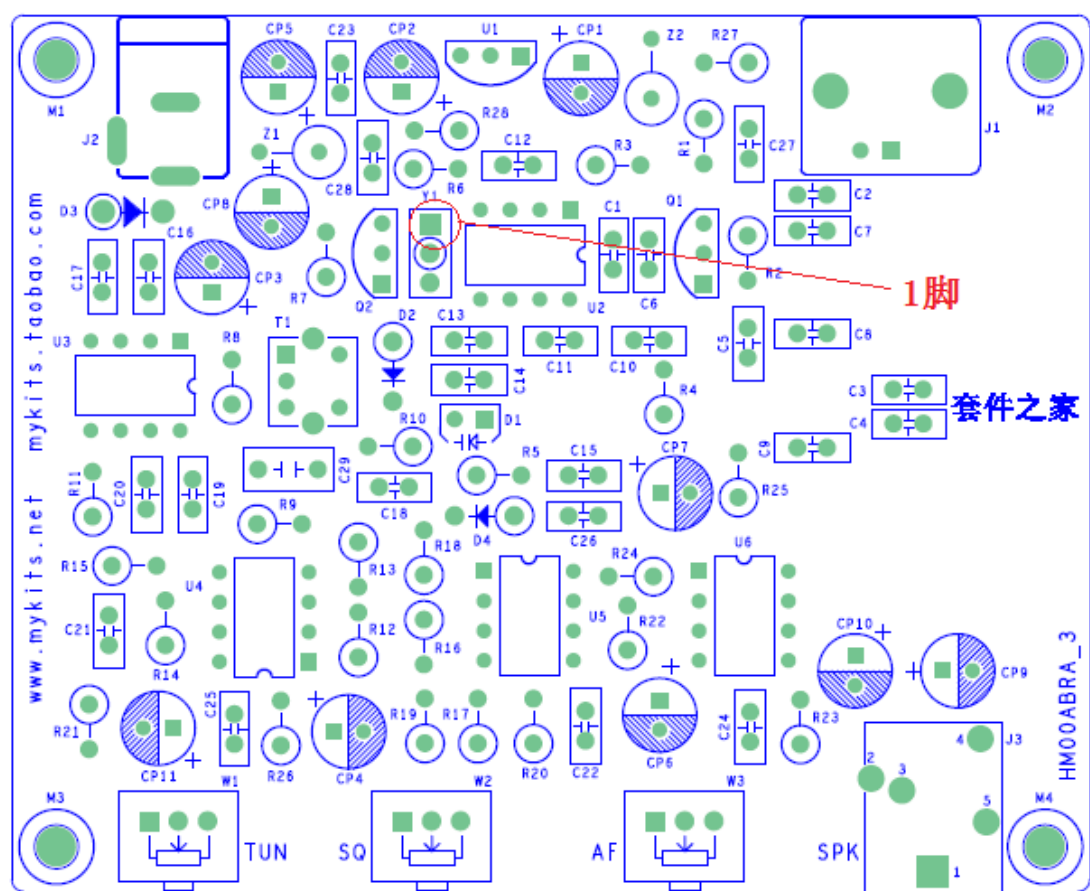 CP5
C23
CP2
U1
CP1
Z2
R27
M1
M2
J2
J1
R28
Z1
C28
R6
C12
R3
R1
C27
C2
C7
D3
C16
CP8
Y1
C1
Q1
C17
CP3
R7
Q2
U2
C6
R2
1脚
U3
R8
T1
D2
C13
C11
C10
C5
C8
C14
R4
C3
C4
套件之家
R10
D1
R11
C20
C19
C29
C18
R5
C15
CP7
C9
R25
R9
D4
C26
R15
U4
R13
R18
U5
R24
U6
C21
R14
R12
R16
R22
CP10
CP9
R21
CP11
C25
R26
CP4
R19
R17
R20
C22
CP6
C24
R23
J3
4
2
3
5
1
M3
W1
W2
W3
M4
TUN
SQ
AF
SPK
www.mykits.net mykits.taobao.com
HM00ABRA_3